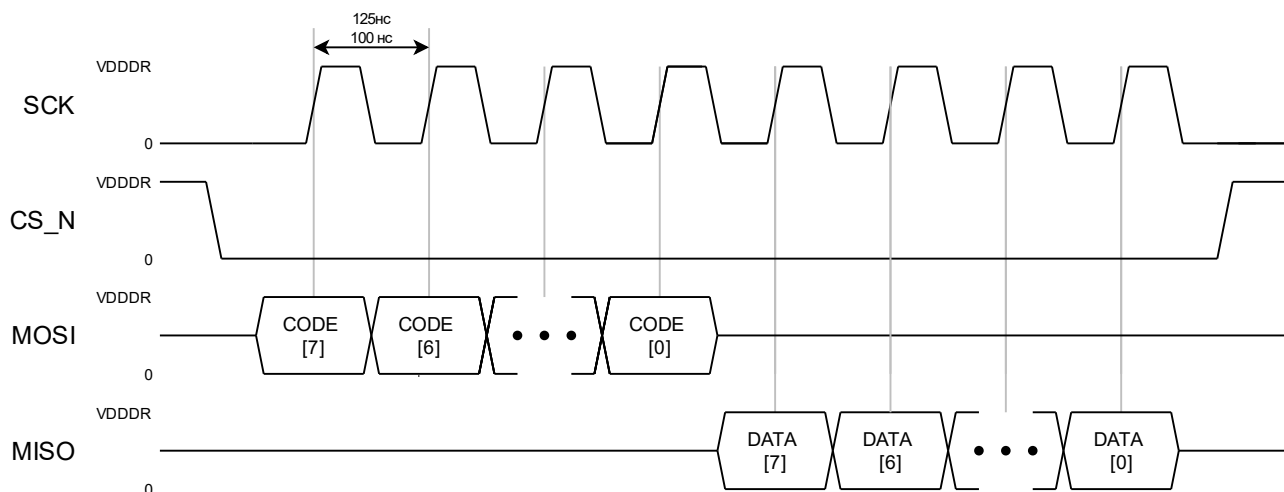 125нс
100 нс
VDDDR
SCK
0
VDDDR
CS_N
0
VDDDR
MOSI
CODE [7]
CODE [6]
CODE [0]
0
VDDDR
MISO
DATA [7]
DATA [6]
DATA [0]
0